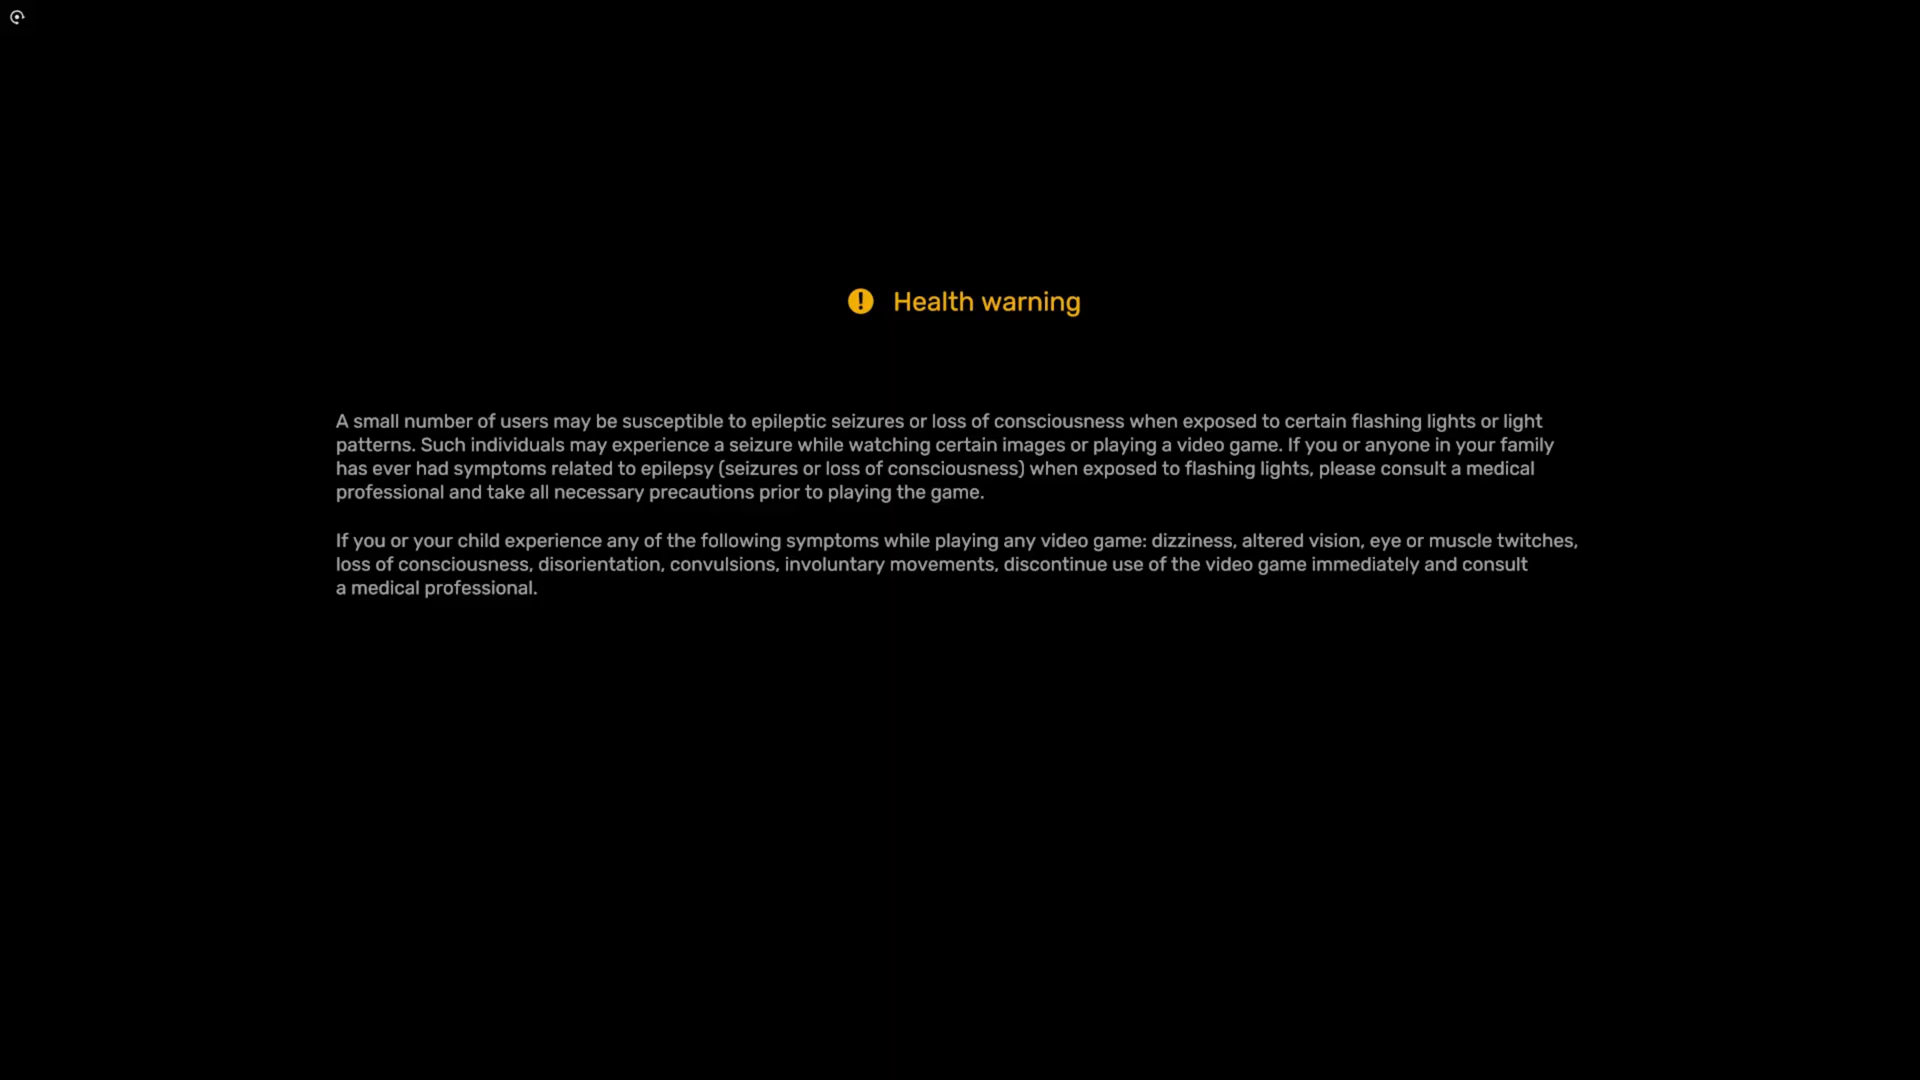 Health warning
A small number of users may be susceptible to epileptic seizures or loss of consciousness when exposed to certain flashing lights or light
patterns. Such individuals may experience a seizure while watching certain images or playing a video game. If you or anyone in your family
has ever had symptoms related to epilepsy (seizures or loss of consciousness) when exposed to flashing lights, please consult a medical
professional and take all necessary precautions prior to playing the game.
If you or your child experience any of the following symptoms while playing any video game: dizziness, altered vision, eye or muscle twitches,
loss of consciousness, disorientation, convulsions, involuntary movements, discontinue use of the video game immediately and consult
a medical professional.